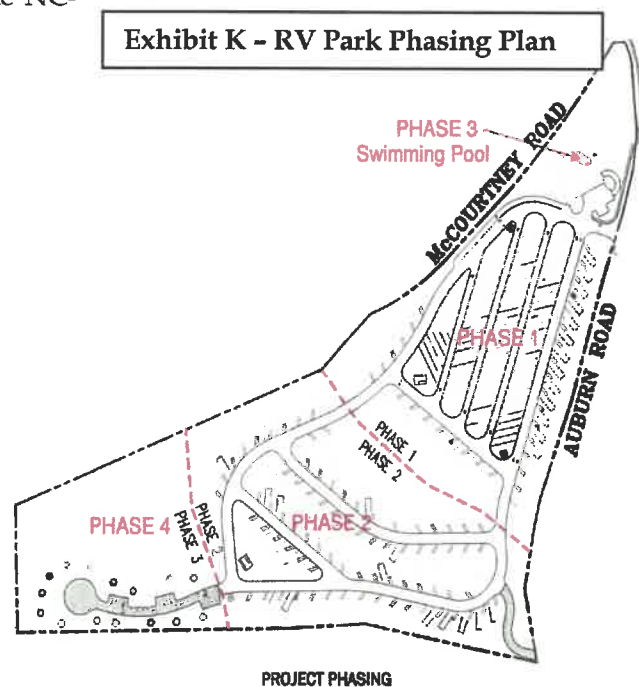 Exhibit K – RV Park Phasing Plan
PHASE 3
Swimming Pool
McCOURTNEY ROAD
PHASE 1
AUBURN ROAD
PHASE 1
PHASE 2
PHASE 2
PHASE 4
PHASE 2
PHASE 3
PROJECT PHASING